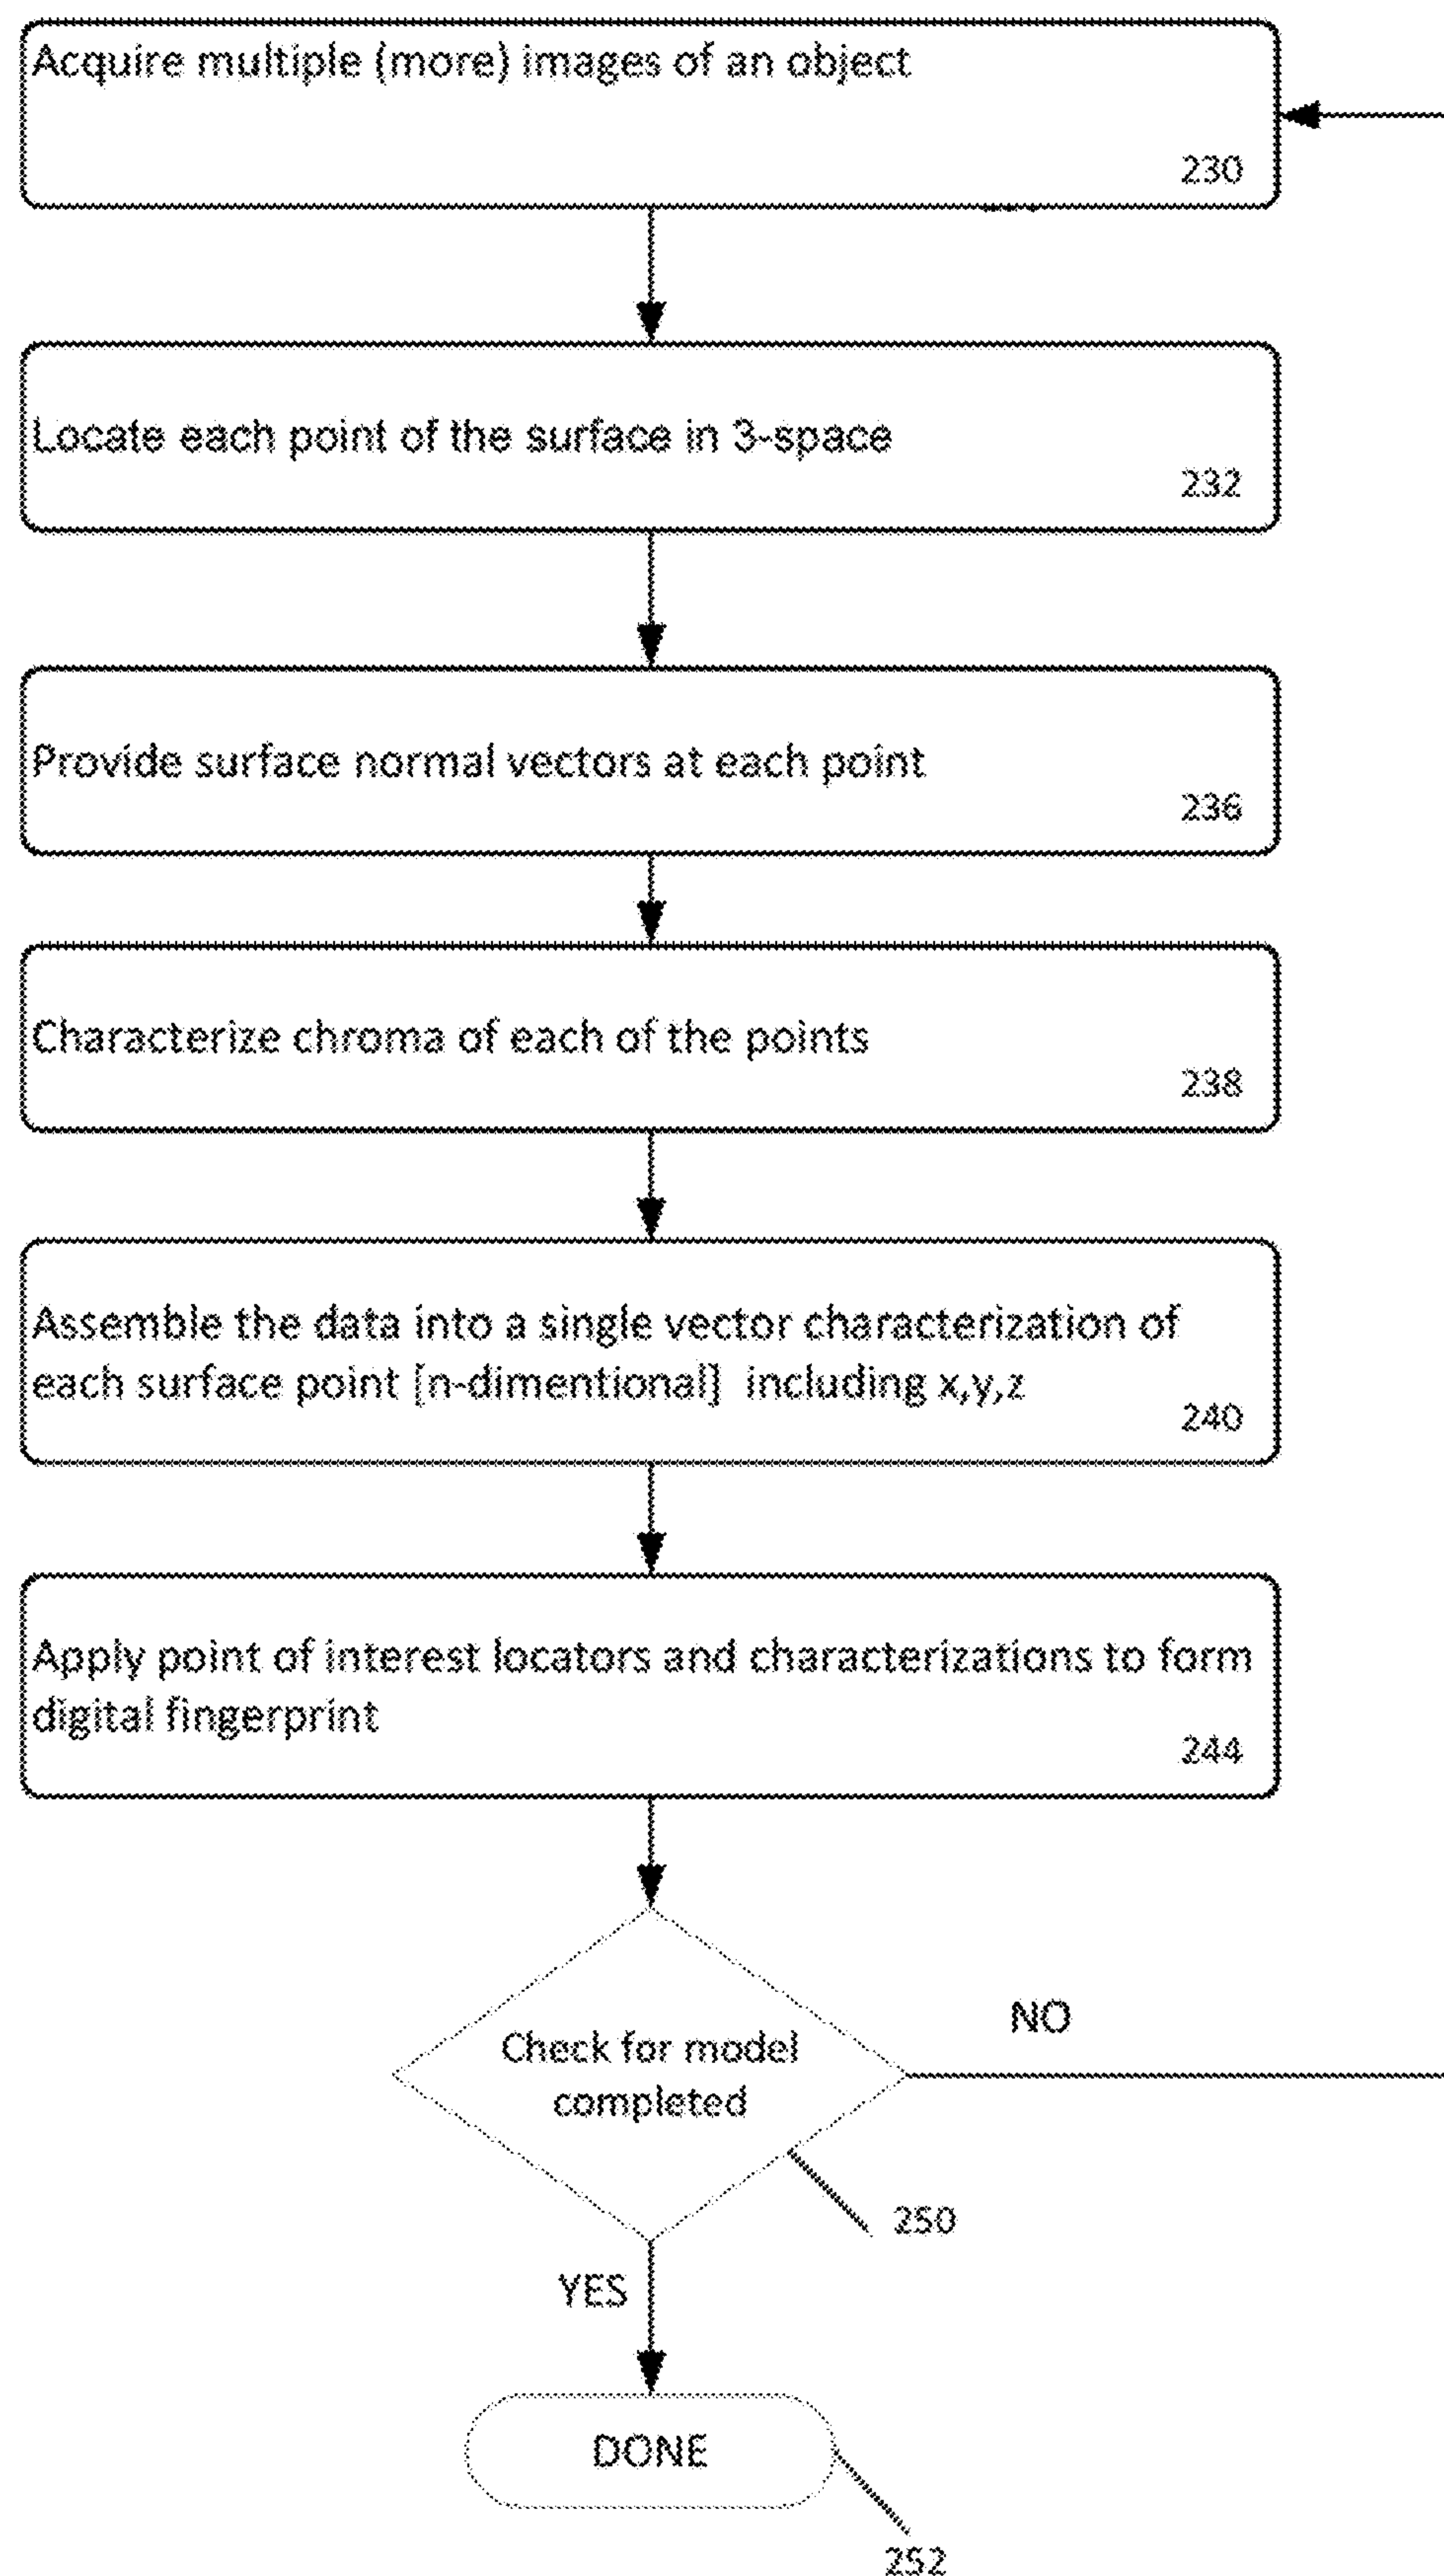 Acquire multiple (more) images of an object
230
Locate each point of the surface in 3-space
232
Provide surface normal vectors at each point
236
Characterize chroma of each of the points
238
Assemble the data into a single vector characterization of
each surface point [n-dimentional] including x,y,z
240
Apply point of interest locators and characterizations to form
digital fingerprint
244
NO
Check for model
completed
250
YES
DONE
252